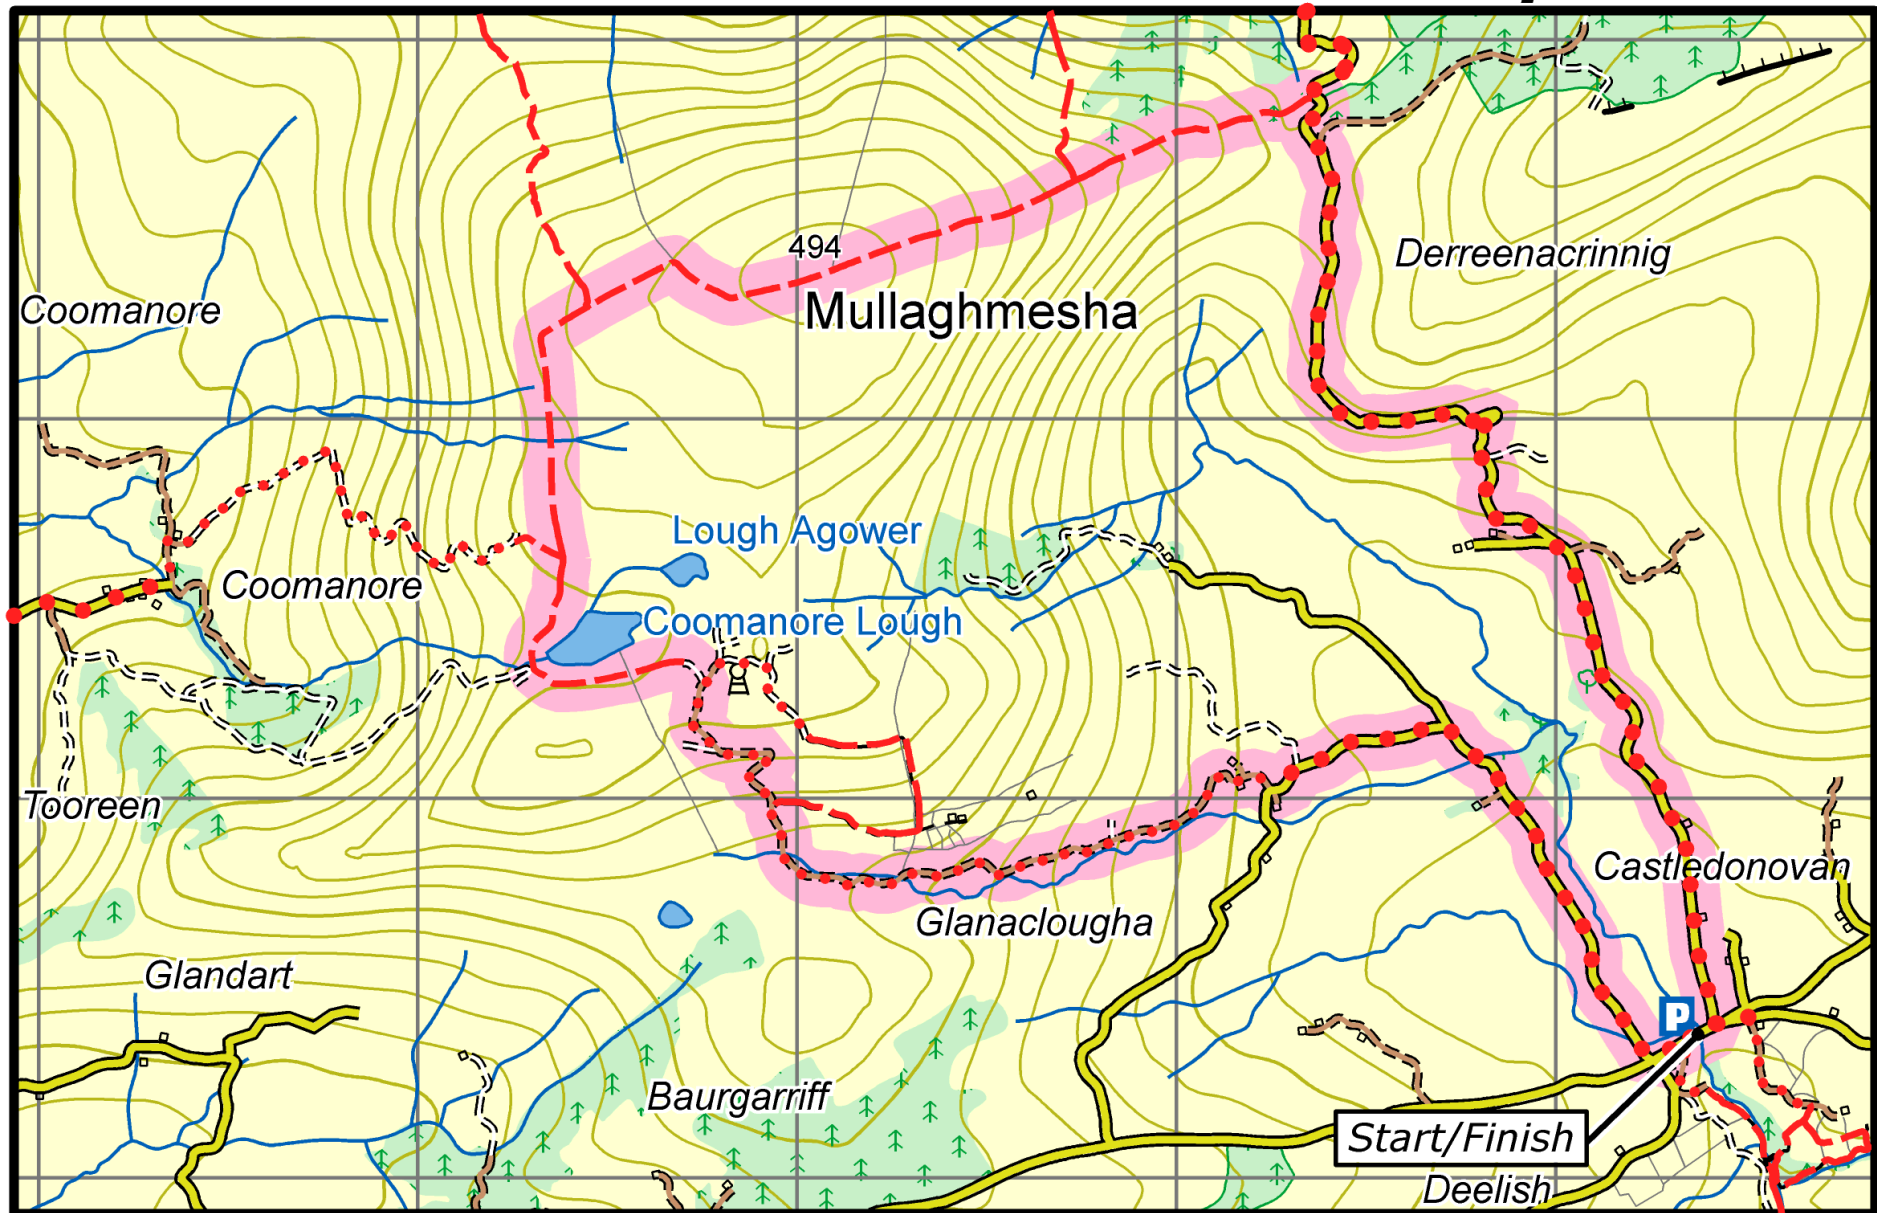 494
Derreenacrinnig
Coomanore
Mullaghmesha
Lough Agower
Coomanore
Coomanore Lough
Tooreen
Castledonovan
Glanaclougha
Glandart
P
Baurgarriff
Start/Finish
Deelish